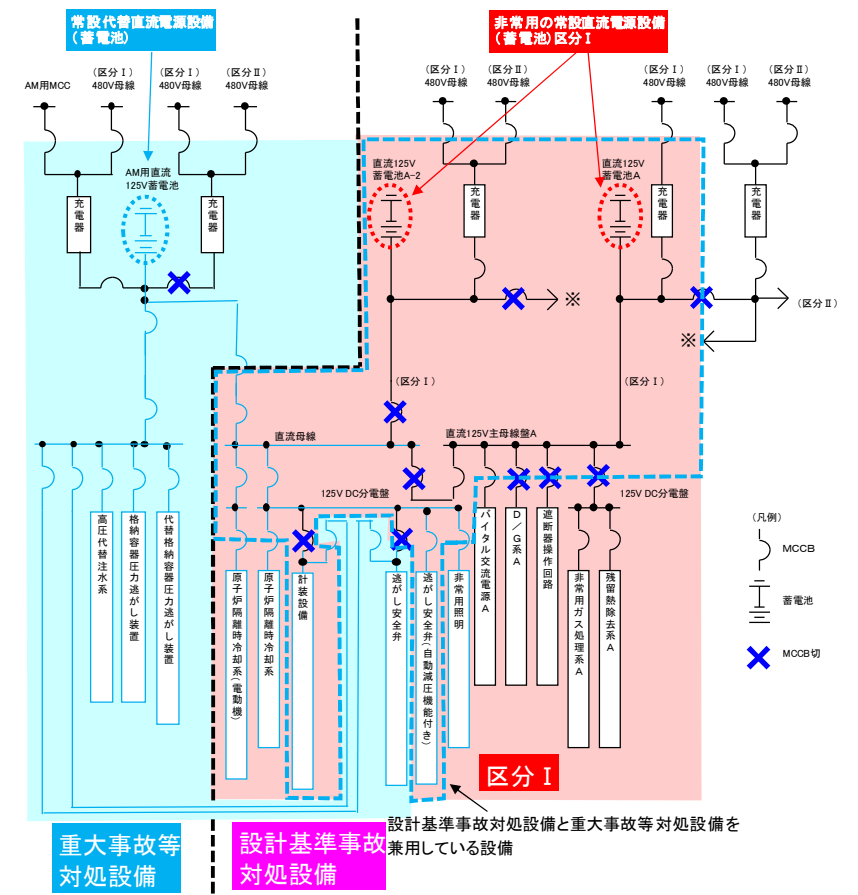 常設代替直流電源設備
(蓄電池)
非常用の常設直流電源設備
(蓄電池)区分Ⅰ
AM用MCC
(区分Ⅰ)
480V母線
(区分Ⅰ)
480V母線
(区分Ⅱ)
480V母線
(区分Ⅰ)
480V母線
(区分Ⅱ)
480V母線
(区分Ⅰ)
480V母線
(区分Ⅰ)
480V母線
(区分Ⅱ)
480V母線
AM用直流
125V蓄電池
直流125V
蓄電池A-2
直流125V
蓄電池A
充電器
充電器
充電器
充電器
充電器
※
(区分Ⅱ)
※
(区分Ⅰ)
(区分Ⅰ)
直流母線
直流125V主母線盤A
125V DC分電盤
125V DC分電盤
高圧代替注水系
格納容器圧力逃がし装置
代替格納容器圧力逃がし装置
原子炉隔離時冷却系(電動機)
原子炉隔離時冷却系
計装設備
逃がし安全弁
逃がし安全弁(自動減圧機能付き)
非常用照明
バイタル交流電源A
D/G系A
遮断器操作回路
非常用ガス処理系A
残留熱除去系A
(凡例)
MCCB
蓄電池
MCCB切
区分Ⅰ
設計基準事故対処設備と重大事故等対処設備を
兼用している設備
重大事故等
対処設備
設計基準事故
対処設備